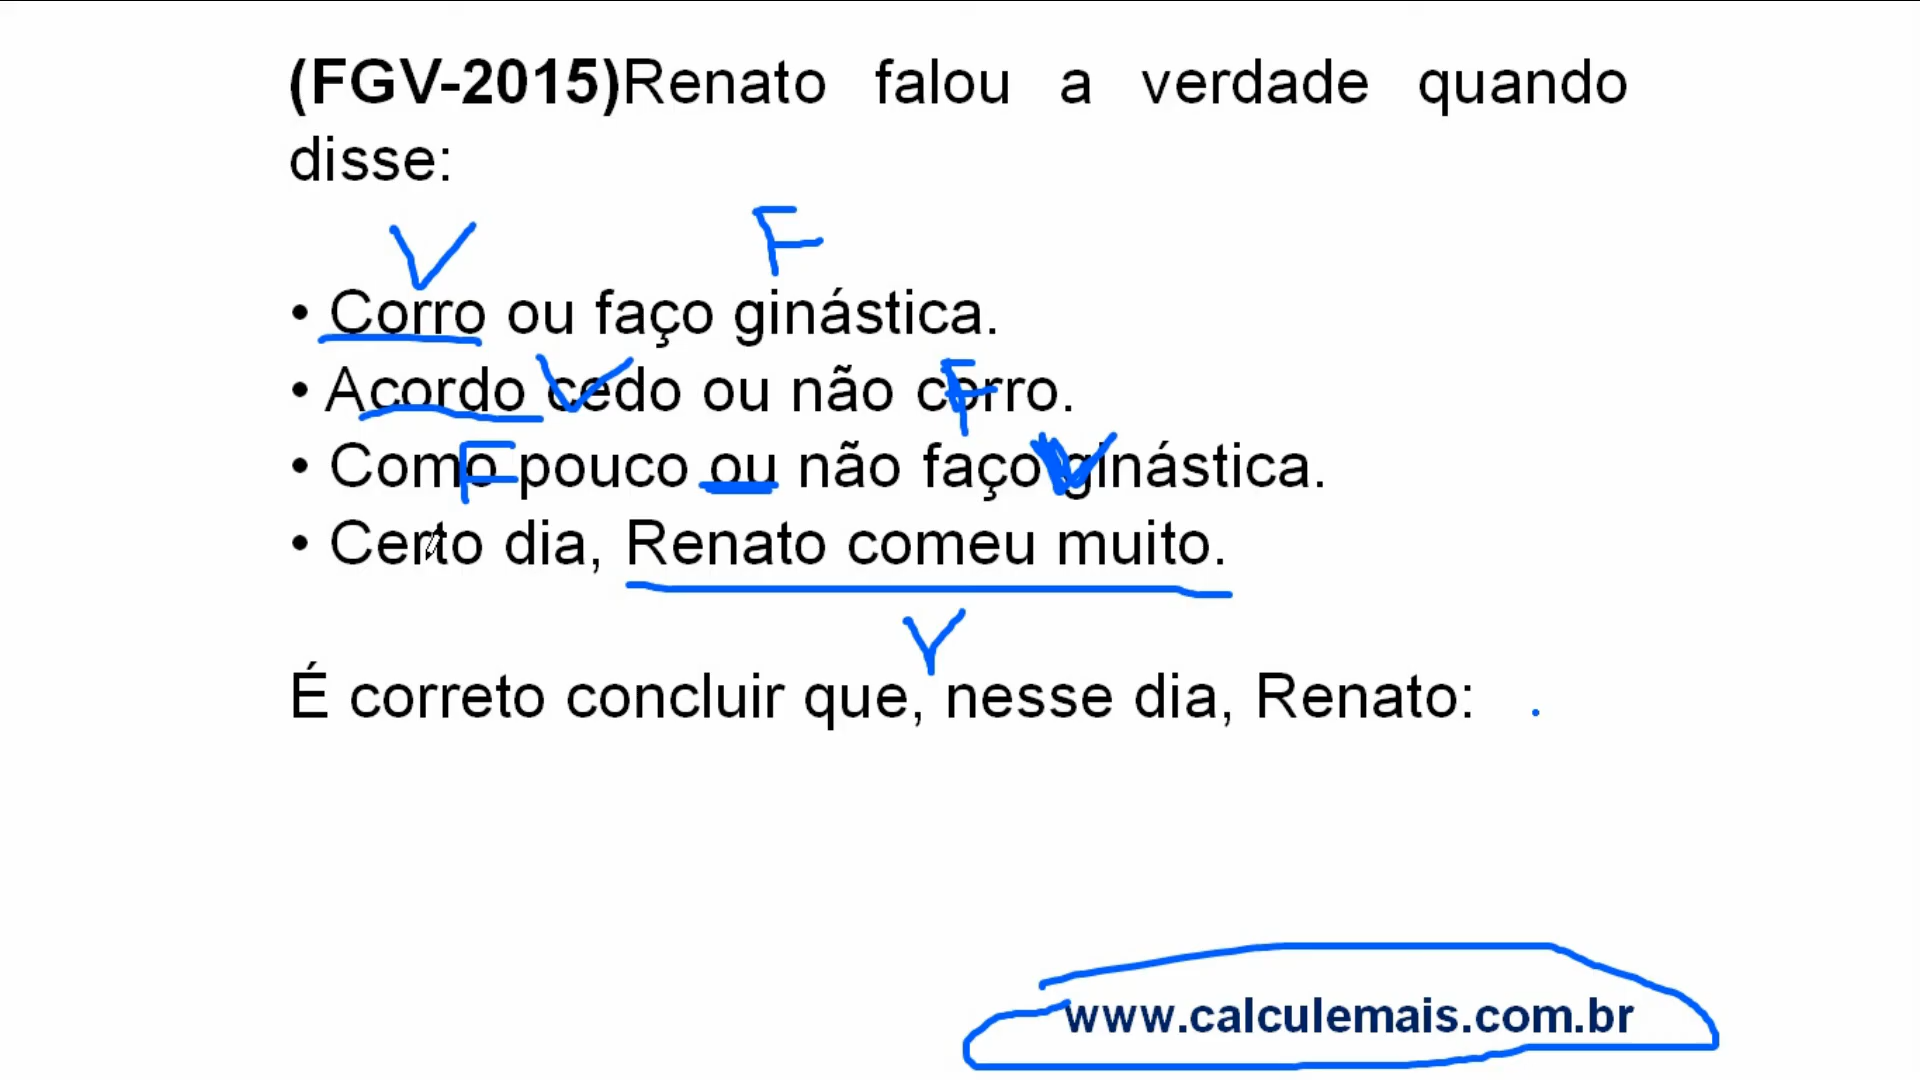 (FGV-2015)Renato falou a verdade quando
disse:
V F
• Corro ou faço ginástica.
V F
• Acordo cedo ou não corro.
F V
• Como pouco ou não faço ginástica.
• Certo dia, Renato comeu muito.
V
É correto concluir que, nesse dia, Renato:
www.calculemais.com.br